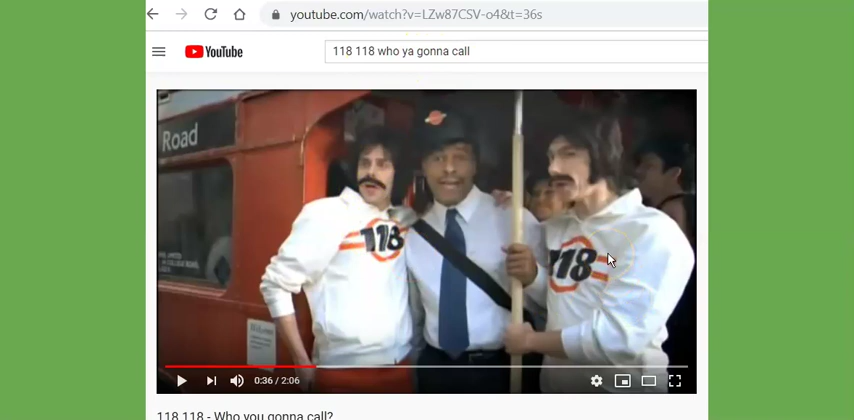 youtube.com/watch?v=LZw87CSV-o4&t=36s
YouTube
118 118 who ya gonna call
Road
118
118
0:36 / 2:06
118 118 - Who you gonna call?